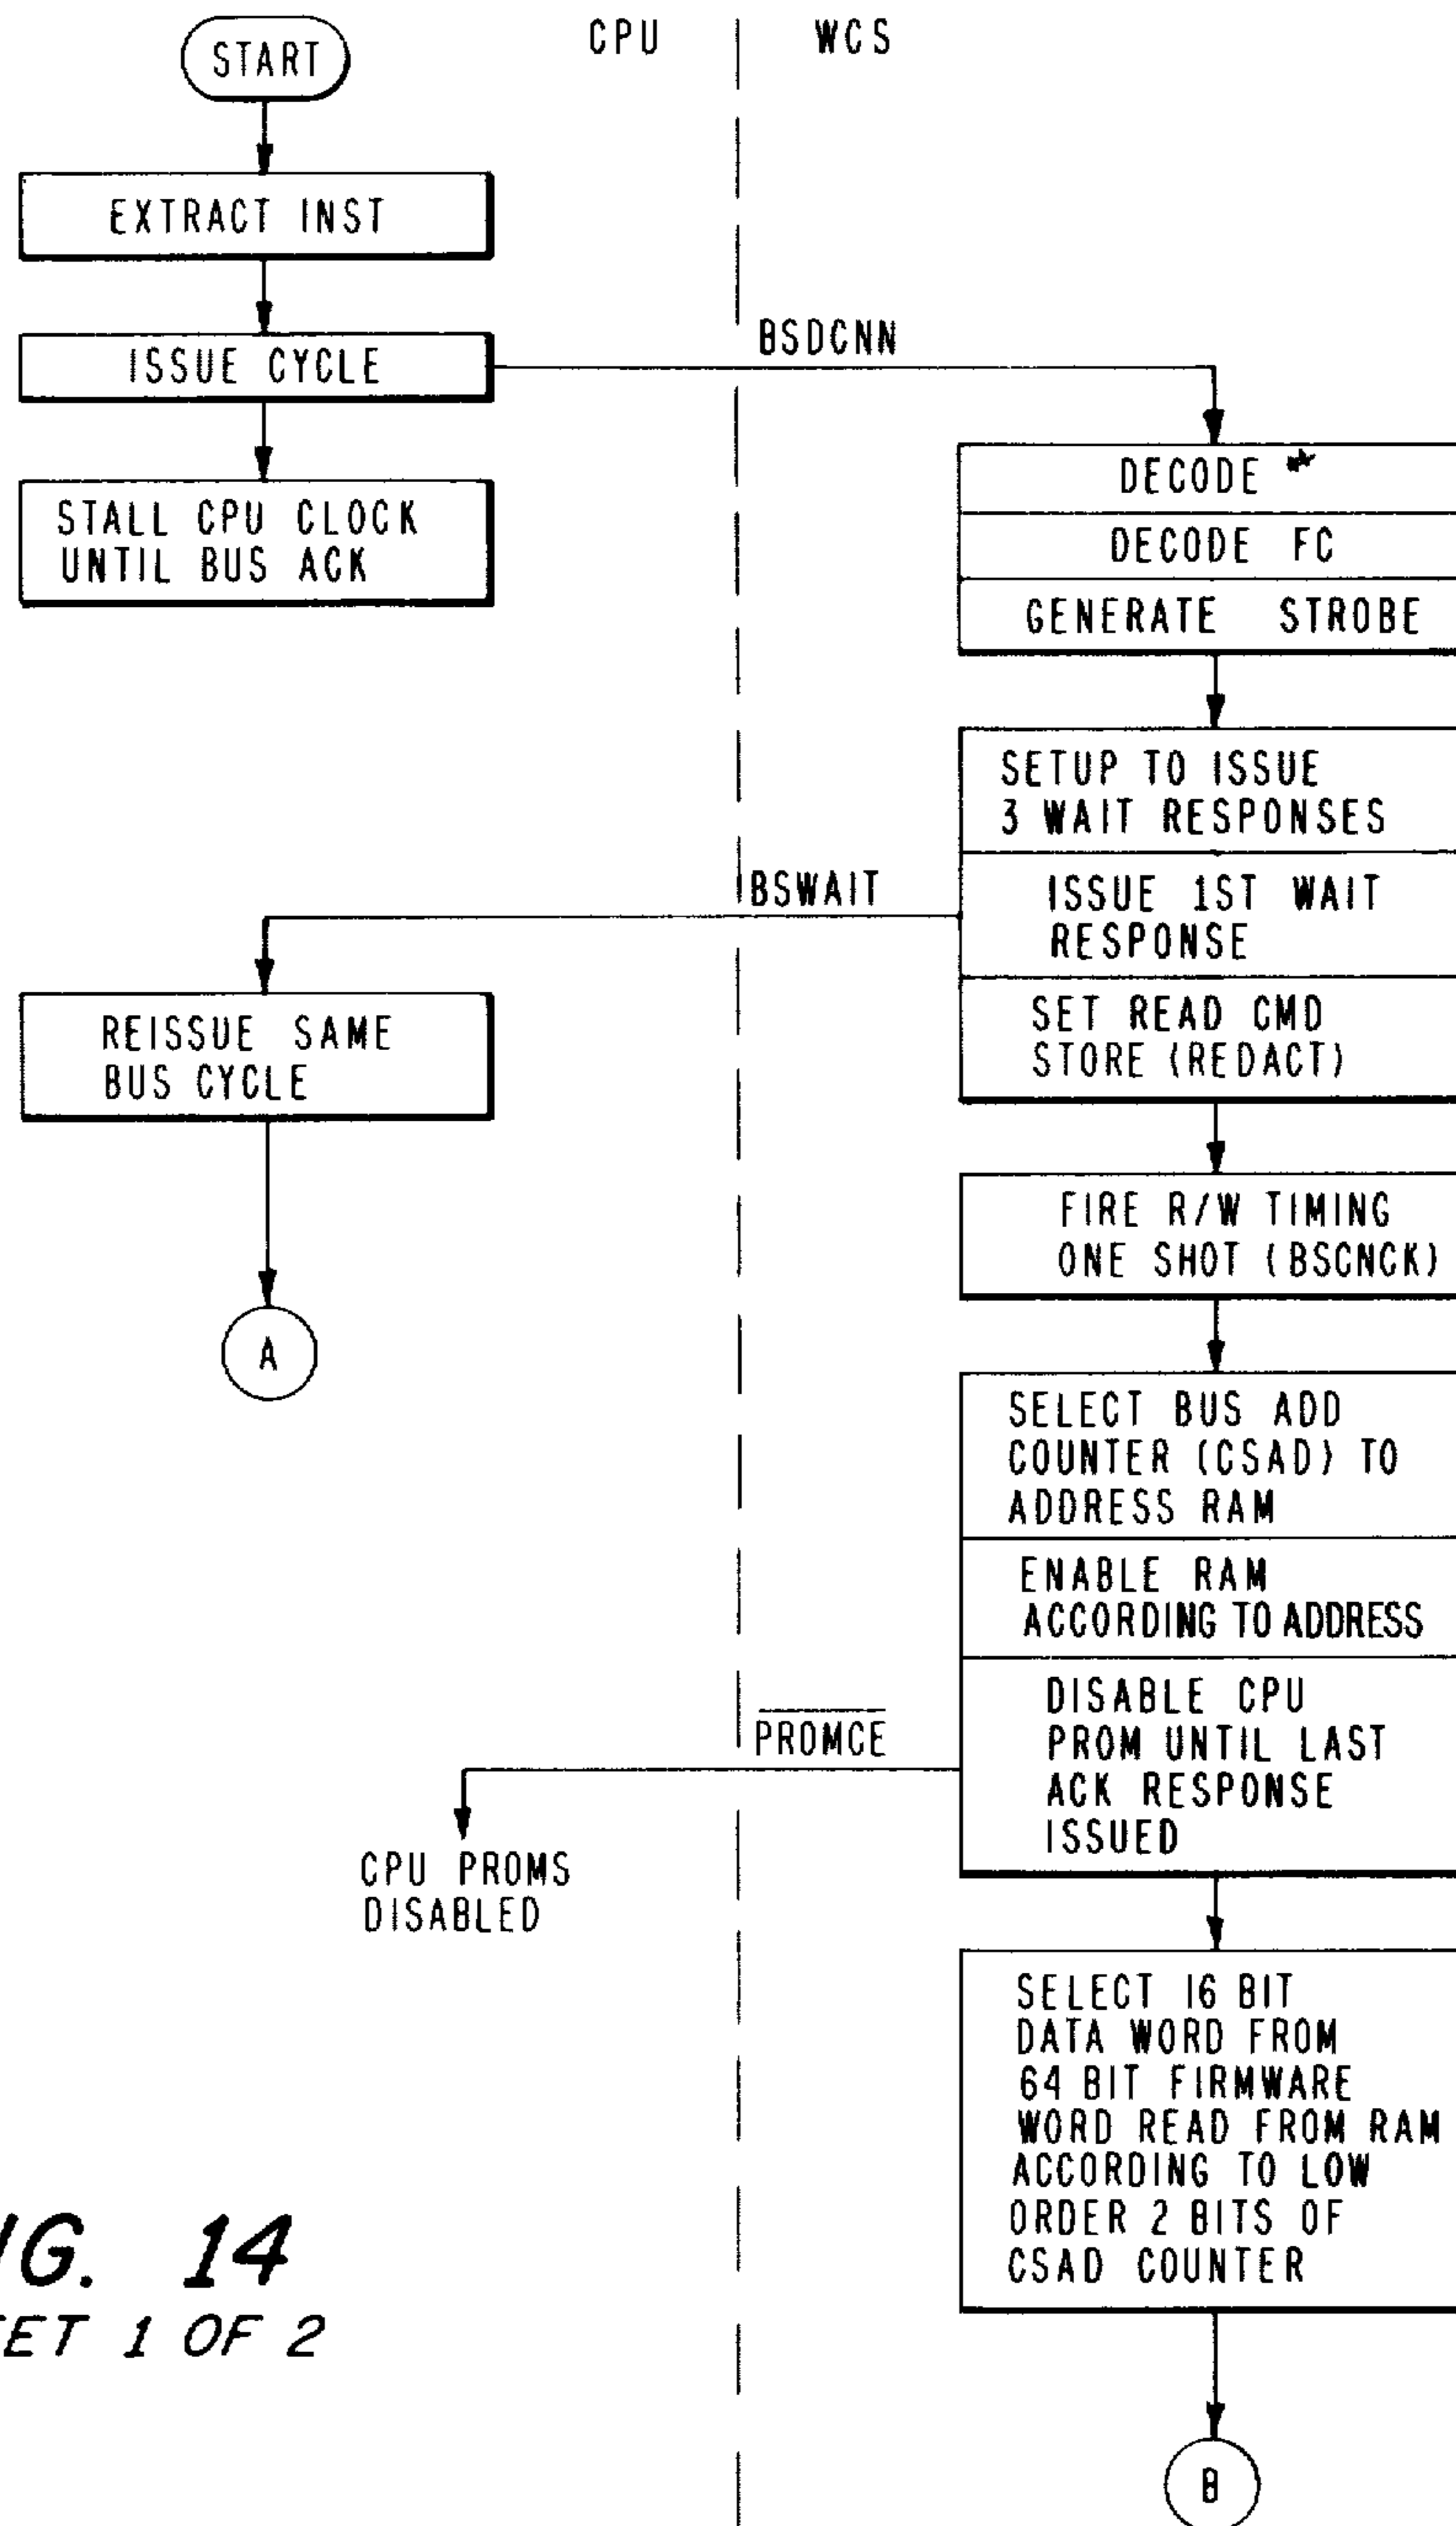 CPU
WCS
START
EXTRACT INST
ISSUE CYCLE
BSDCNN
STALL CPU CLOCK
UNTIL BUS ACK
DECODE
DECODE FC
GENERATE STROBE
SETUP TO ISSUE
3 WAIT RESPONSES
BSWAIT
ISSUE 1ST WAIT
RESPONSE
SET READ CMD
STORE (REDACT)
REISSUE SAME
BUS CYCLE
A
FIRE R/W TIMING
ONE SHOT (BSCNCK)
SELECT BUS ADD
COUNTER (CSAD) TO
ADDRESS RAM
ENABLE RAM
ACCORDING TO ADDRESS
DISABLE CPU
PROM UNTIL LAST
ACK RESPONSE
ISSUED
PROMCE
CPU PROMS
DISABLED
SELECT 16 BIT
DATA WORD FROM
64 BIT FIRMWARE
WORD READ FROM RAM
ACCORDING TO LOW
ORDER 2 BITS OF
CSAD COUNTER
B
14
1 OF 2